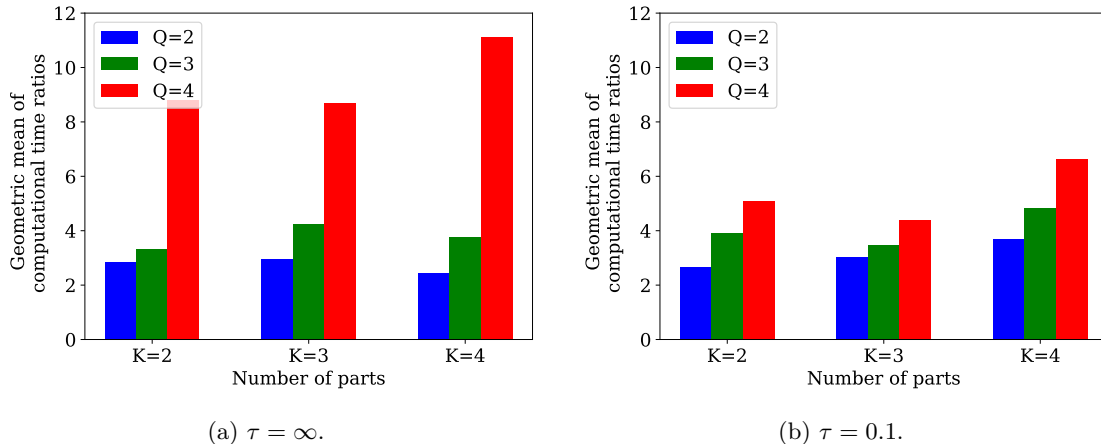 Geometric mean of
computational time ratios
12
10
8
6
4
2
0
Q=2
Q=3
Q=4
K=2
K=3
K=4
Number of parts
(a) τ = ∞.
Geometric mean of
computational time ratios
12
10
8
6
4
2
0
Q=2
Q=3
Q=4
K=2
K=3
K=4
Number of parts
(b) τ = 0.1.